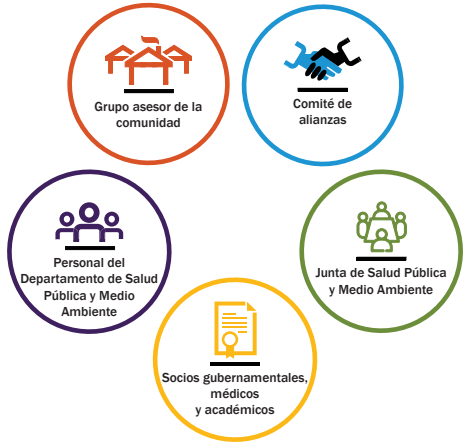 Grupo asesor de la
comunidad
Comité de
alianzas
Personal del
Departamento de Salud
Pública y Medio
Ambiente
Junta de Salud Pública
y Medio Ambiente
Socios gubernamentales,
médicos
y académicos